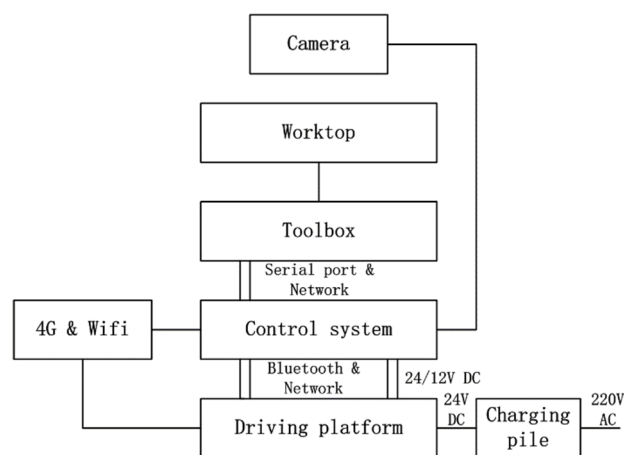 Camera
Worktop
Toolbox
Serial port &
Network
4G & Wifi
Control system
Bluetooth &
Network
24/12V DC
24V
DC
220V
AC
Driving platform
Charging
pile